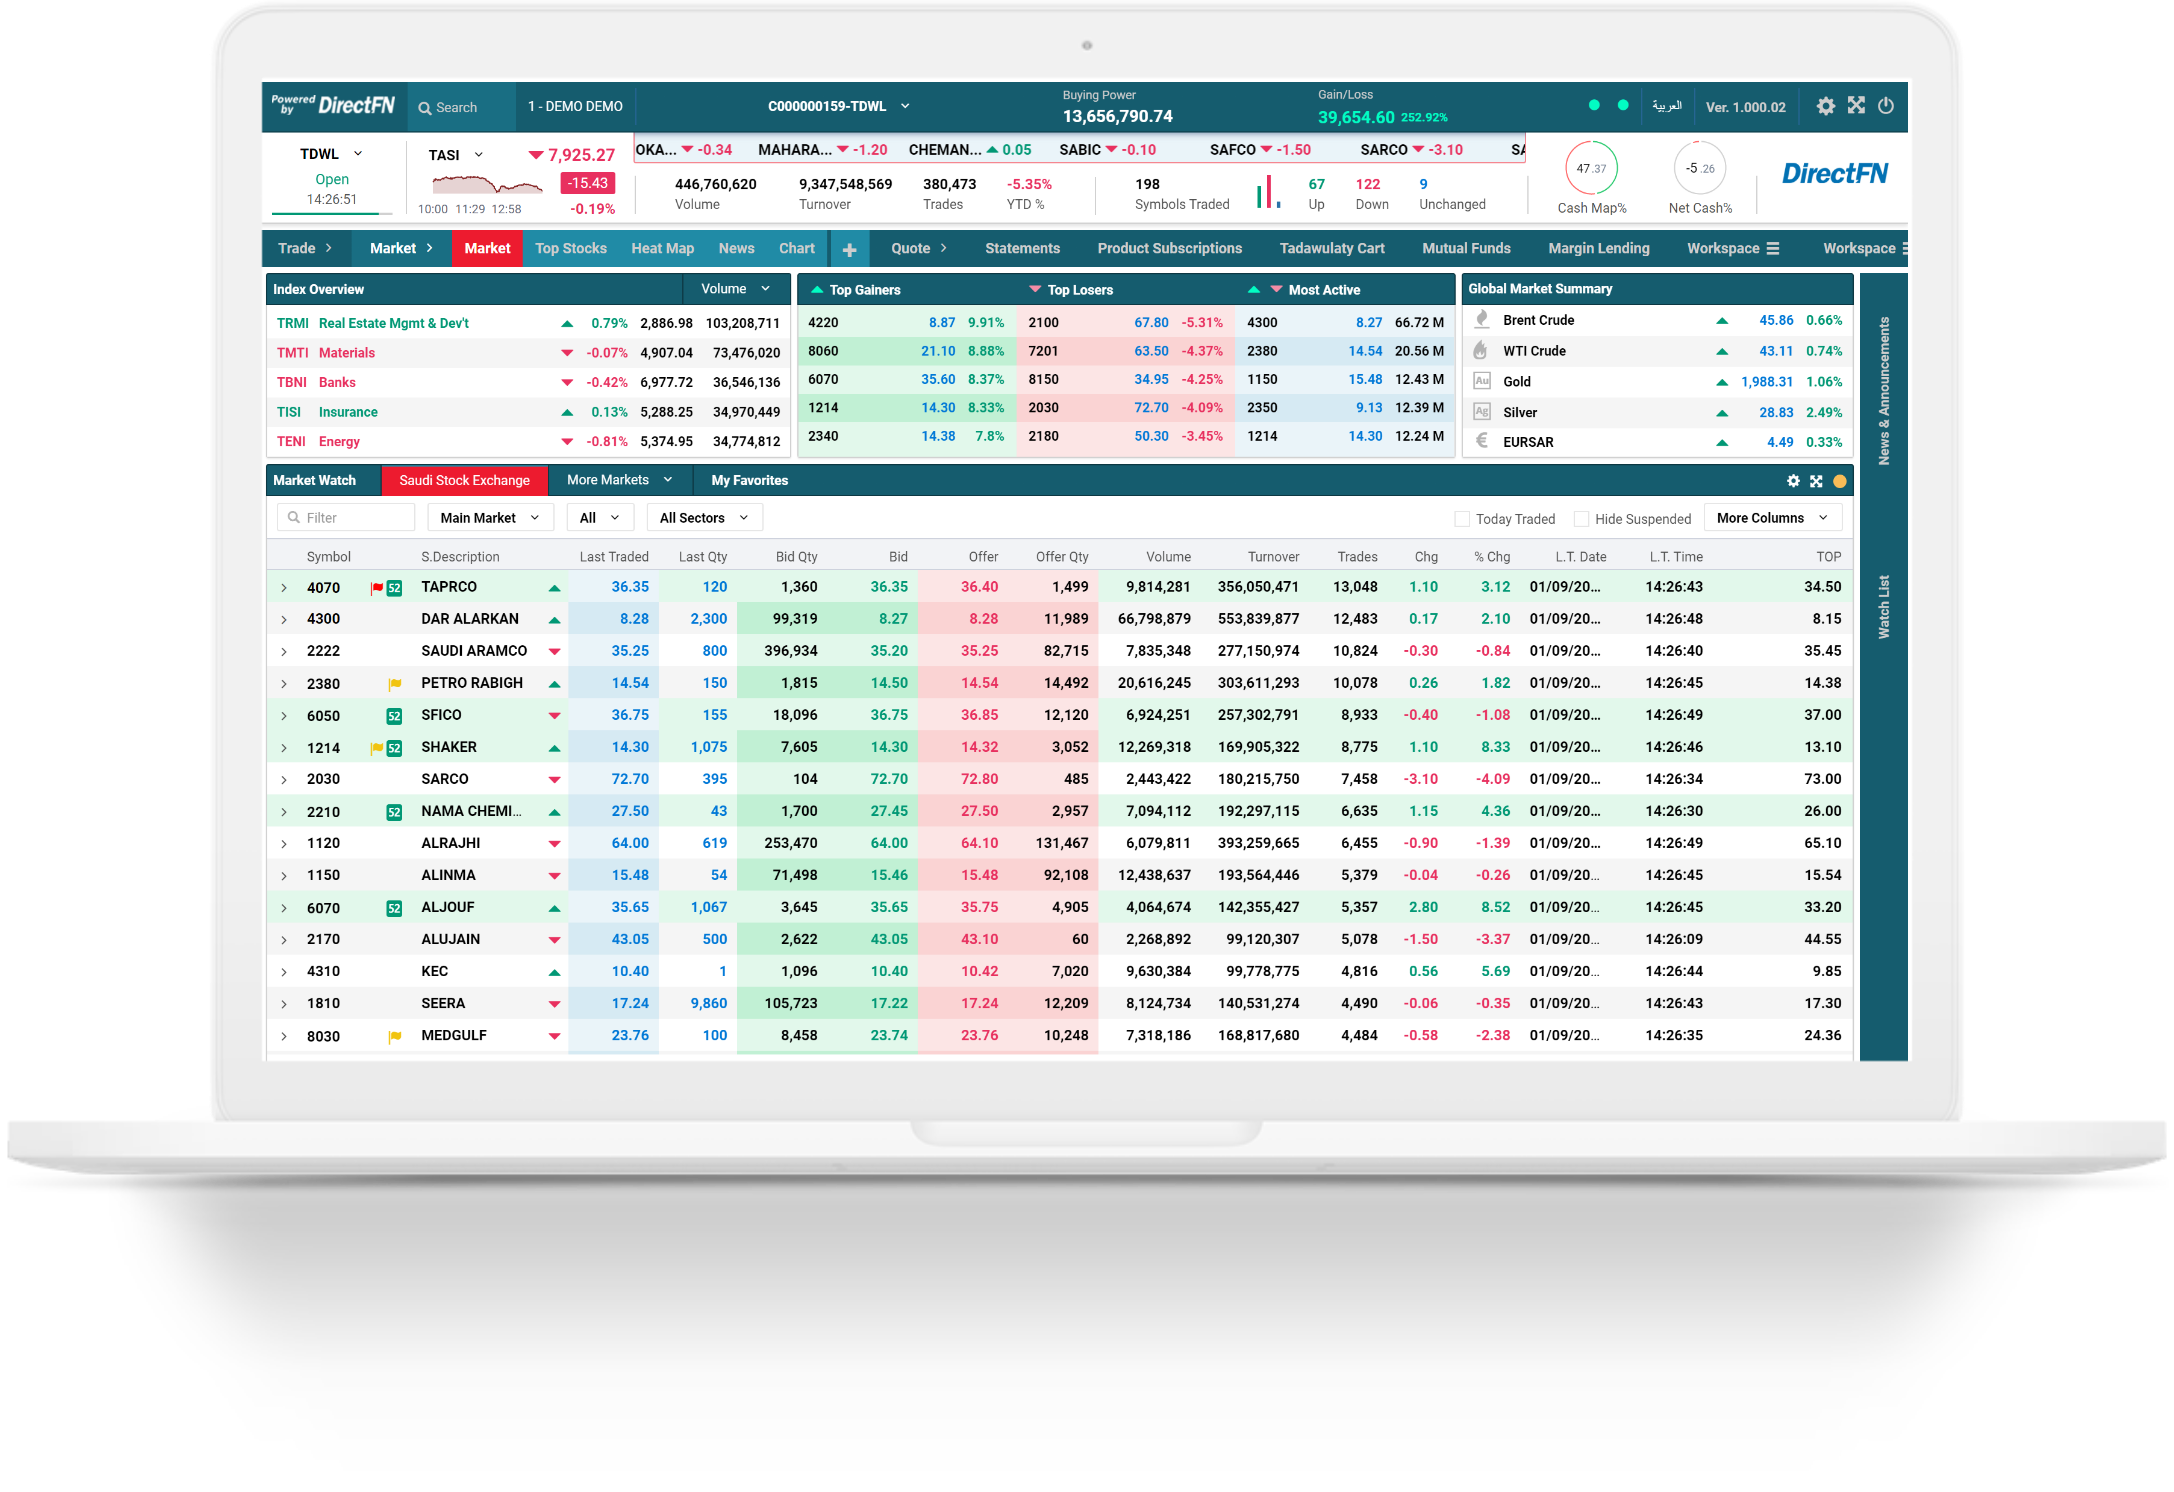 Powered by DirectFN Search 1 - DEMO DEMO C000000159-TDWL Buying Power 13,656,790.74 Gain/Loss 39,654.60 252.92% العربية Ver. 1.000.02
TDWL TASI 7,925.27 OKA... -0.34 MAHARA... -1.20 CHEMAN... 0.05 SABIC -0.10 SAFCO -1.50 SARCO -3.10 SA
Open -15.43 446,760,620 9,347,548,569 380,473 -5.35% 198 67 122 9 47.37 -5.26 DirectFN
14:26:51 10:00 11:29 12:58 -0.19% Volume Turnover Trades YTD % Symbols Traded Up Down Unchanged Cash Map% Net Cash%
Trade Market Market Top Stocks Heat Map News Chart Quote Statements Product Subscriptions Tadawulaty Cart Mutual Funds Margin Lending Workspace Workspace
Index Overview Volume
TRMI Real Estate Mgmt & Dev't 0.79% 2,886.98 103,208,711
TMTI Materials -0.07% 4,907.04 73,476,020
TBNI Banks -0.42% 6,977.72 36,546,136
TISI Insurance 0.13% 5,288.25 34,970,449
TENI Energy -0.81% 5,374.95 34,774,812
Top Gainers Top Losers Most Active
4220 8.87 9.91% 2100 67.80 -5.31% 4300 8.27 66.72 M
8060 21.10 8.88% 7201 63.50 -4.37% 2380 14.54 20.56 M
6070 35.60 8.37% 8150 34.95 -4.25% 1150 15.48 12.43 M
1214 14.30 8.33% 2030 72.70 -4.09% 2350 9.13 12.39 M
2340 14.38 7.8% 2180 50.30 -3.45% 1214 14.30 12.24 M
Global Market Summary
Brent Crude 45.86 0.66%
WTI Crude 43.11 0.74%
Au Gold 1,988.31 1.06%
Ag Silver 28.83 2.49%
€ EURSAR 4.49 0.33%
News & Announcements
Watch List
Market Watch Saudi Stock Exchange More Markets My Favorites
Filter Main Market All All Sectors Today Traded Hide Suspended More Columns
Symbol S.Description Last Traded Last Qty Bid Qty Bid Offer Offer Qty Volume Turnover Trades Chg % Chg L.T. Date L.T. Time TOP
4070 52 TAPRCO 36.35 120 1,360 36.35 36.40 1,499 9,814,281 356,050,471 13,048 1.10 3.12 01/09/20... 14:26:43 34.50
4300 DAR ALARKAN 8.28 2,300 99,319 8.27 8.28 11,989 66,798,879 553,839,877 12,483 0.17 2.10 01/09/20... 14:26:48 8.15
2222 SAUDI ARAMCO 35.25 800 396,934 35.20 35.25 82,715 7,835,348 277,150,974 10,824 -0.30 -0.84 01/09/20... 14:26:40 35.45
2380 PETRO RABIGH 14.54 150 1,815 14.50 14.54 14,492 20,616,245 303,611,293 10,078 0.26 1.82 01/09/20... 14:26:45 14.38
6050 52 SFICO 36.75 155 18,096 36.75 36.85 12,120 6,924,251 257,302,791 8,933 -0.40 -1.08 01/09/20... 14:26:49 37.00
1214 52 SHAKER 14.30 1,075 7,605 14.30 14.32 3,052 12,269,318 169,905,322 8,775 1.10 8.33 01/09/20... 14:26:46 13.10
2030 SARCO 72.70 395 104 72.70 72.80 485 2,443,422 180,215,750 7,458 -3.10 -4.09 01/09/20... 14:26:34 73.00
2210 52 NAMA CHEMI... 27.50 43 1,700 27.45 27.50 2,957 7,094,112 192,297,115 6,635 1.15 4.36 01/09/20... 14:26:30 26.00
1120 ALRAJHI 64.00 619 253,470 64.00 64.10 131,467 6,079,811 393,259,665 6,455 -0.90 -1.39 01/09/20... 14:26:49 65.10
1150 ALINMA 15.48 54 71,498 15.46 15.48 92,108 12,438,637 193,564,446 5,379 -0.04 -0.26 01/09/20... 14:26:45 15.54
6070 52 ALJOUF 35.65 1,067 3,645 35.65 35.75 4,905 4,064,674 142,355,427 5,357 2.80 8.52 01/09/20... 14:26:45 33.20
2170 ALUJAIN 43.05 500 2,622 43.05 43.10 60 2,268,892 99,120,307 5,078 -1.50 -3.37 01/09/20... 14:26:09 44.55
4310 KEC 10.40 1 1,096 10.40 10.42 7,020 9,630,384 99,778,775 4,816 0.56 5.69 01/09/20... 14:26:44 9.85
1810 SEERA 17.24 9,860 105,723 17.22 17.24 12,209 8,124,734 140,531,274 4,490 -0.06 -0.35 01/09/20... 14:26:43 17.30
8030 MEDGULF 23.76 100 8,458 23.74 23.76 10,248 7,318,186 168,817,680 4,484 -0.58 -2.38 01/09/20... 14:26:35 24.36